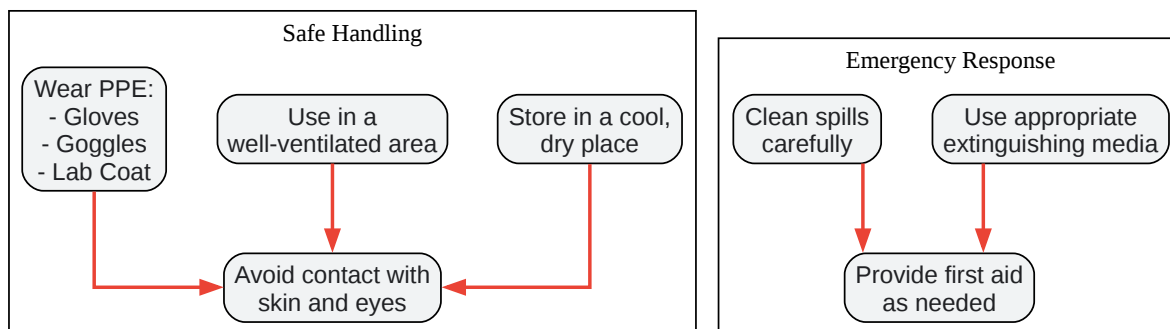 Safe Handling
Wear PPE:
- Gloves
- Goggles
- Lab Coat
Use in a
well-ventilated area
Store in a cool,
dry place
Avoid contact with
skin and eyes
Emergency Response
Clean spills
carefully
Use appropriate
extinguishing media
Provide first aid
as needed